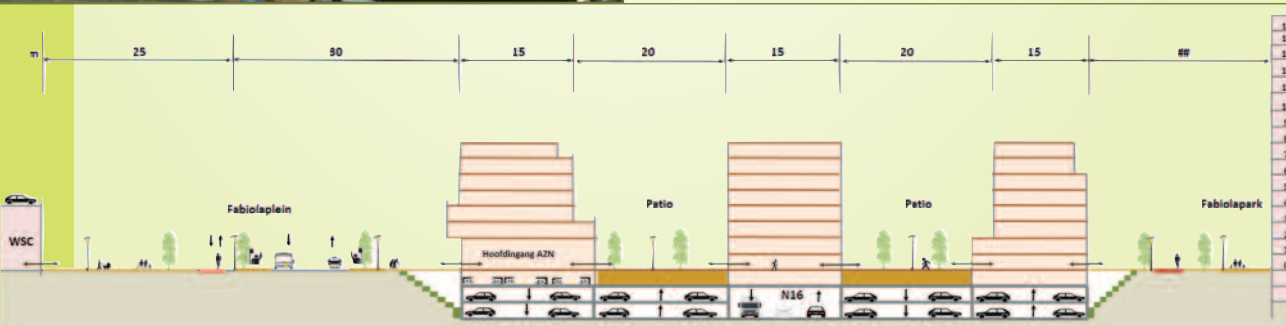 m 25 30 15 20 15 20 15 ##
Fabiolaplein
Patio
Patio
Fabiolapark
WSC
Hoofdingang AZN
N16